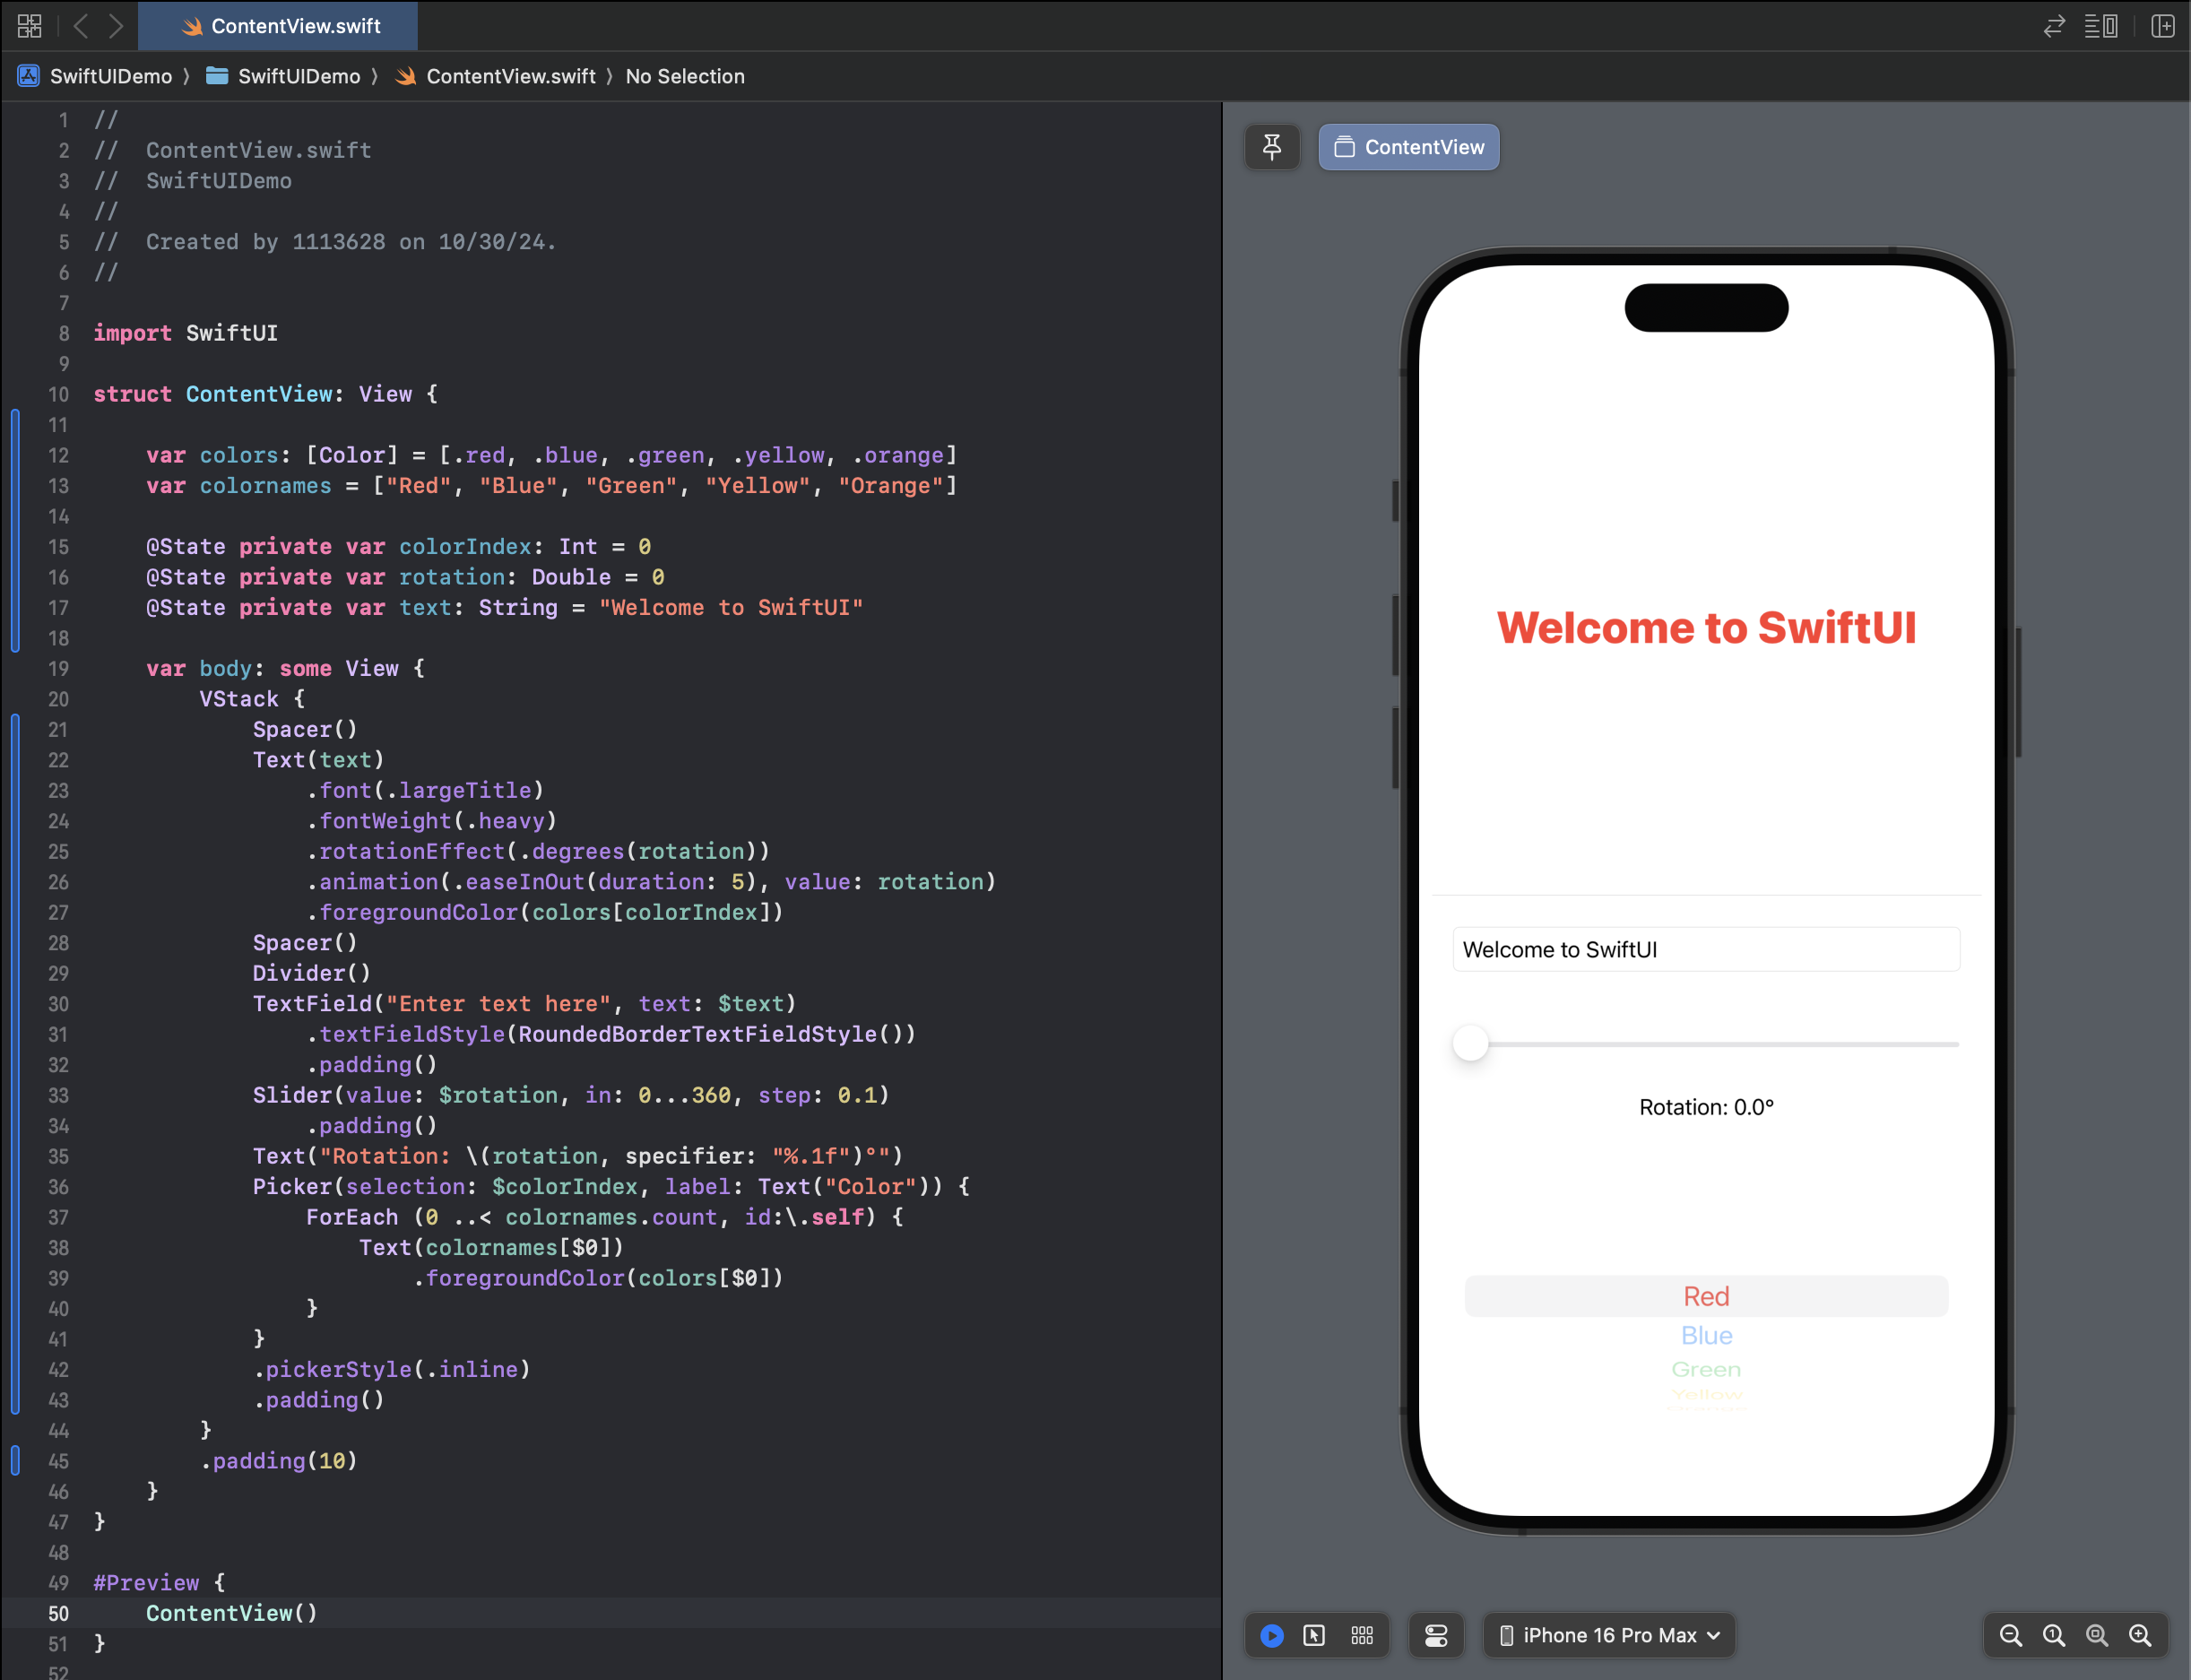 ContentView.swift
SwiftUIDemo 〉 SwiftUIDemo 〉 ContentView.swift 〉 No Selection
1 //
2 //  ContentView.swift
3 //  SwiftUIDemo
4 //
5 //  Created by 1113628 on 10/30/24.
6 //
7
8 import SwiftUI
9
10 struct ContentView: View {
11
12     var colors: [Color] = [.red, .blue, .green, .yellow, .orange]
13     var colornames = ["Red", "Blue", "Green", "Yellow", "Orange"]
14
15     @State private var colorIndex: Int = 0
16     @State private var rotation: Double = 0
17     @State private var text: String = "Welcome to SwiftUI"
18
19     var body: some View {
20         VStack {
21             Spacer()
22             Text(text)
23                 .font(.largeTitle)
24                 .fontWeight(.heavy)
25                 .rotationEffect(.degrees(rotation))
26                 .animation(.easeInOut(duration: 5), value: rotation)
27                 .foregroundColor(colors[colorIndex])
28             Spacer()
29             Divider()
30             TextField("Enter text here", text: $text)
31                 .textFieldStyle(RoundedBorderTextFieldStyle())
32                 .padding()
33             Slider(value: $rotation, in: 0...360, step: 0.1)
34                 .padding()
35             Text("Rotation: \(rotation, specifier: "%.1f")°")
36             Picker(selection: $colorIndex, label: Text("Color")) {
37                 ForEach (0 ..< colornames.count, id:\.self) {
38                     Text(colornames[$0])
39                         .foregroundColor(colors[$0])
40                 }
41             }
42             .pickerStyle(.inline)
43             .padding()
44         }
45         .padding(10)
46     }
47 }
48
49 #Preview {
50     ContentView()
51 }
52
ContentView
Welcome to SwiftUI
Welcome to SwiftUI
Rotation: 0.0°
Red
Blue
Green
Yellow
iPhone 16 Pro Max